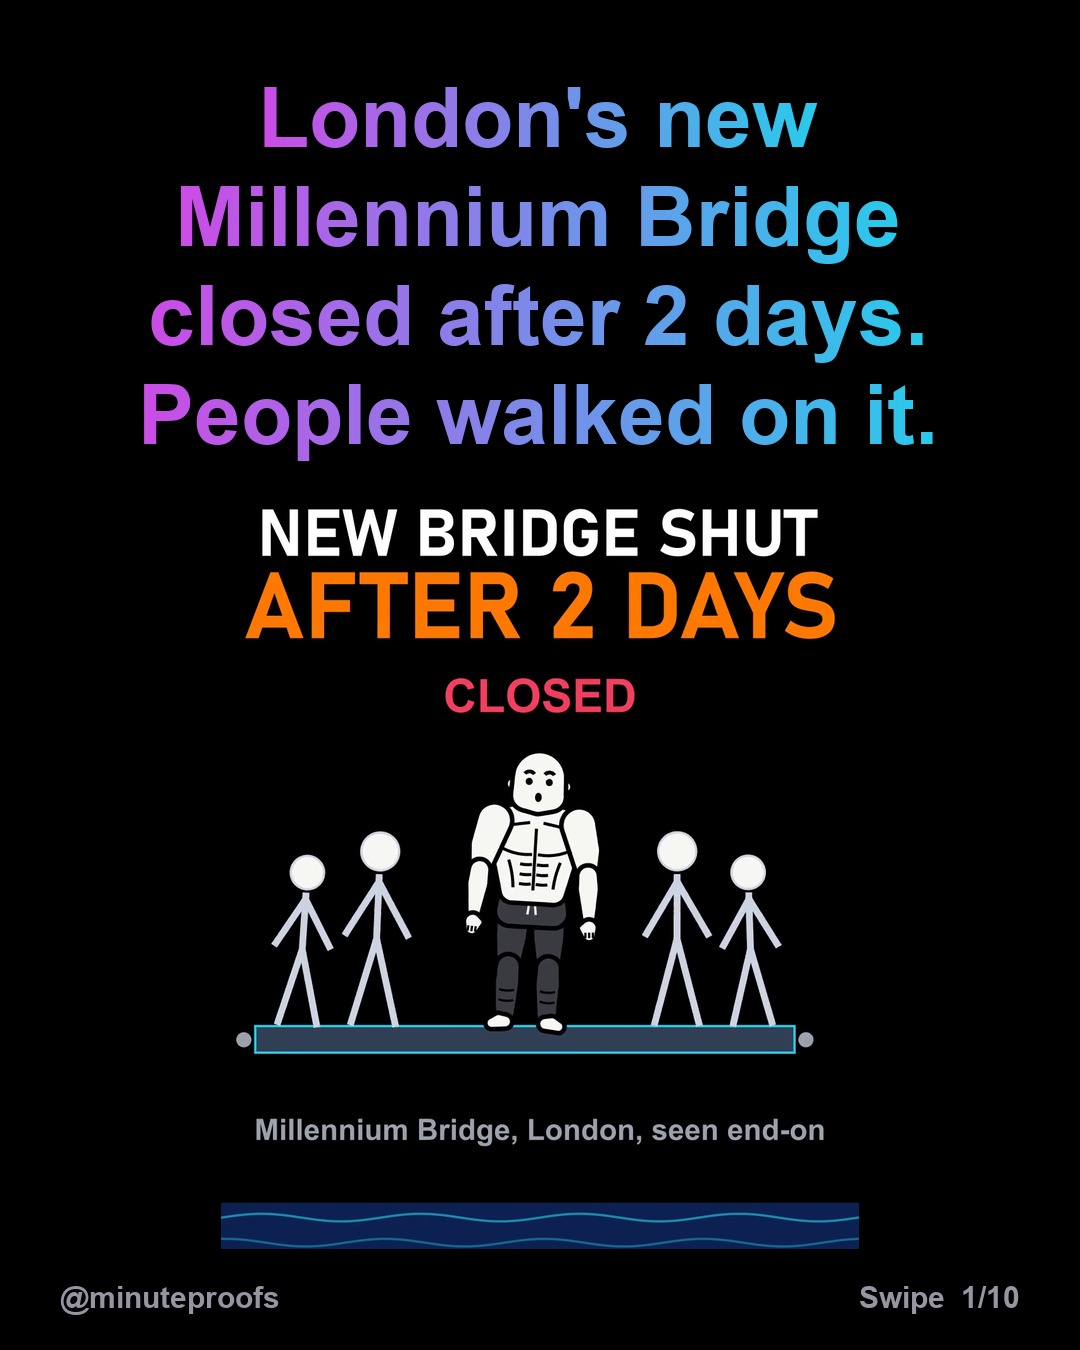 London's new
Millennium Bridge
closed after 2 days.
People walked on it.
NEW BRIDGE SHUT
AFTER 2 DAYS
CLOSED
Millennium Bridge, London, seen end-on
@minuteproofs
Swipe 1/10